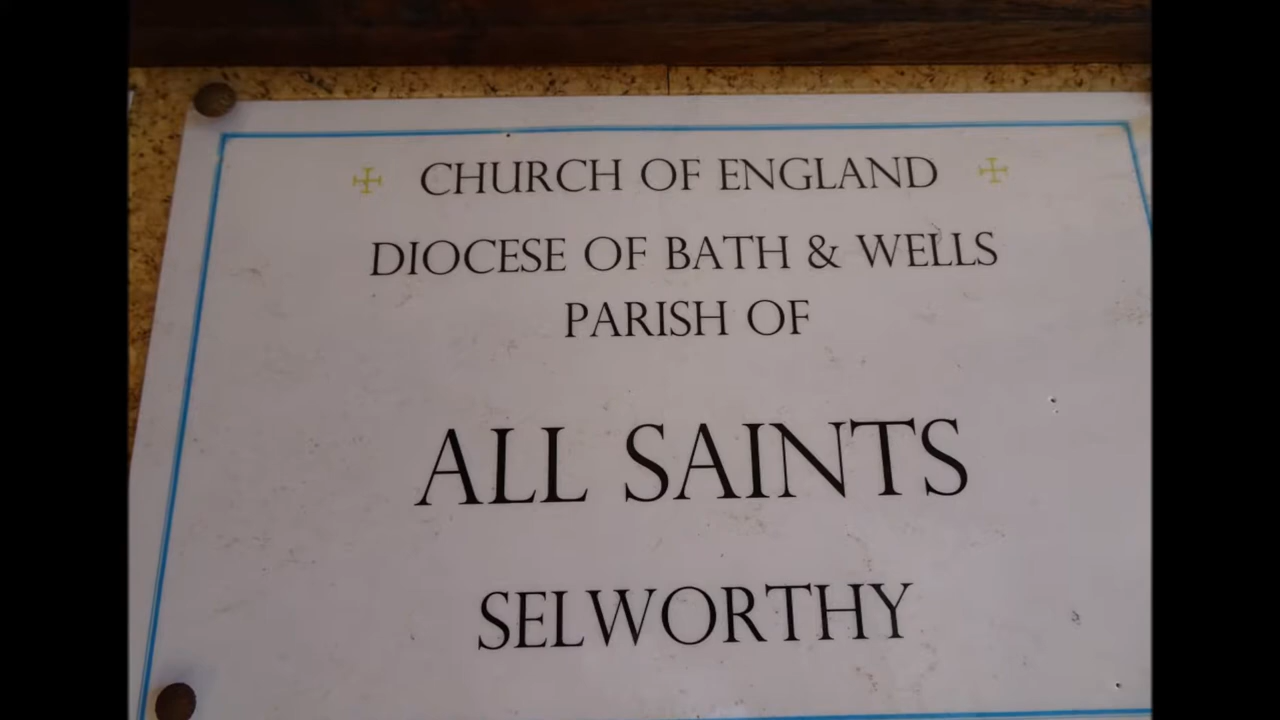 CHURCH OF ENGLAND
DIOCESE OF BATH & WELLS
PARISH OF
ALL SAINTS
SELWORTHY